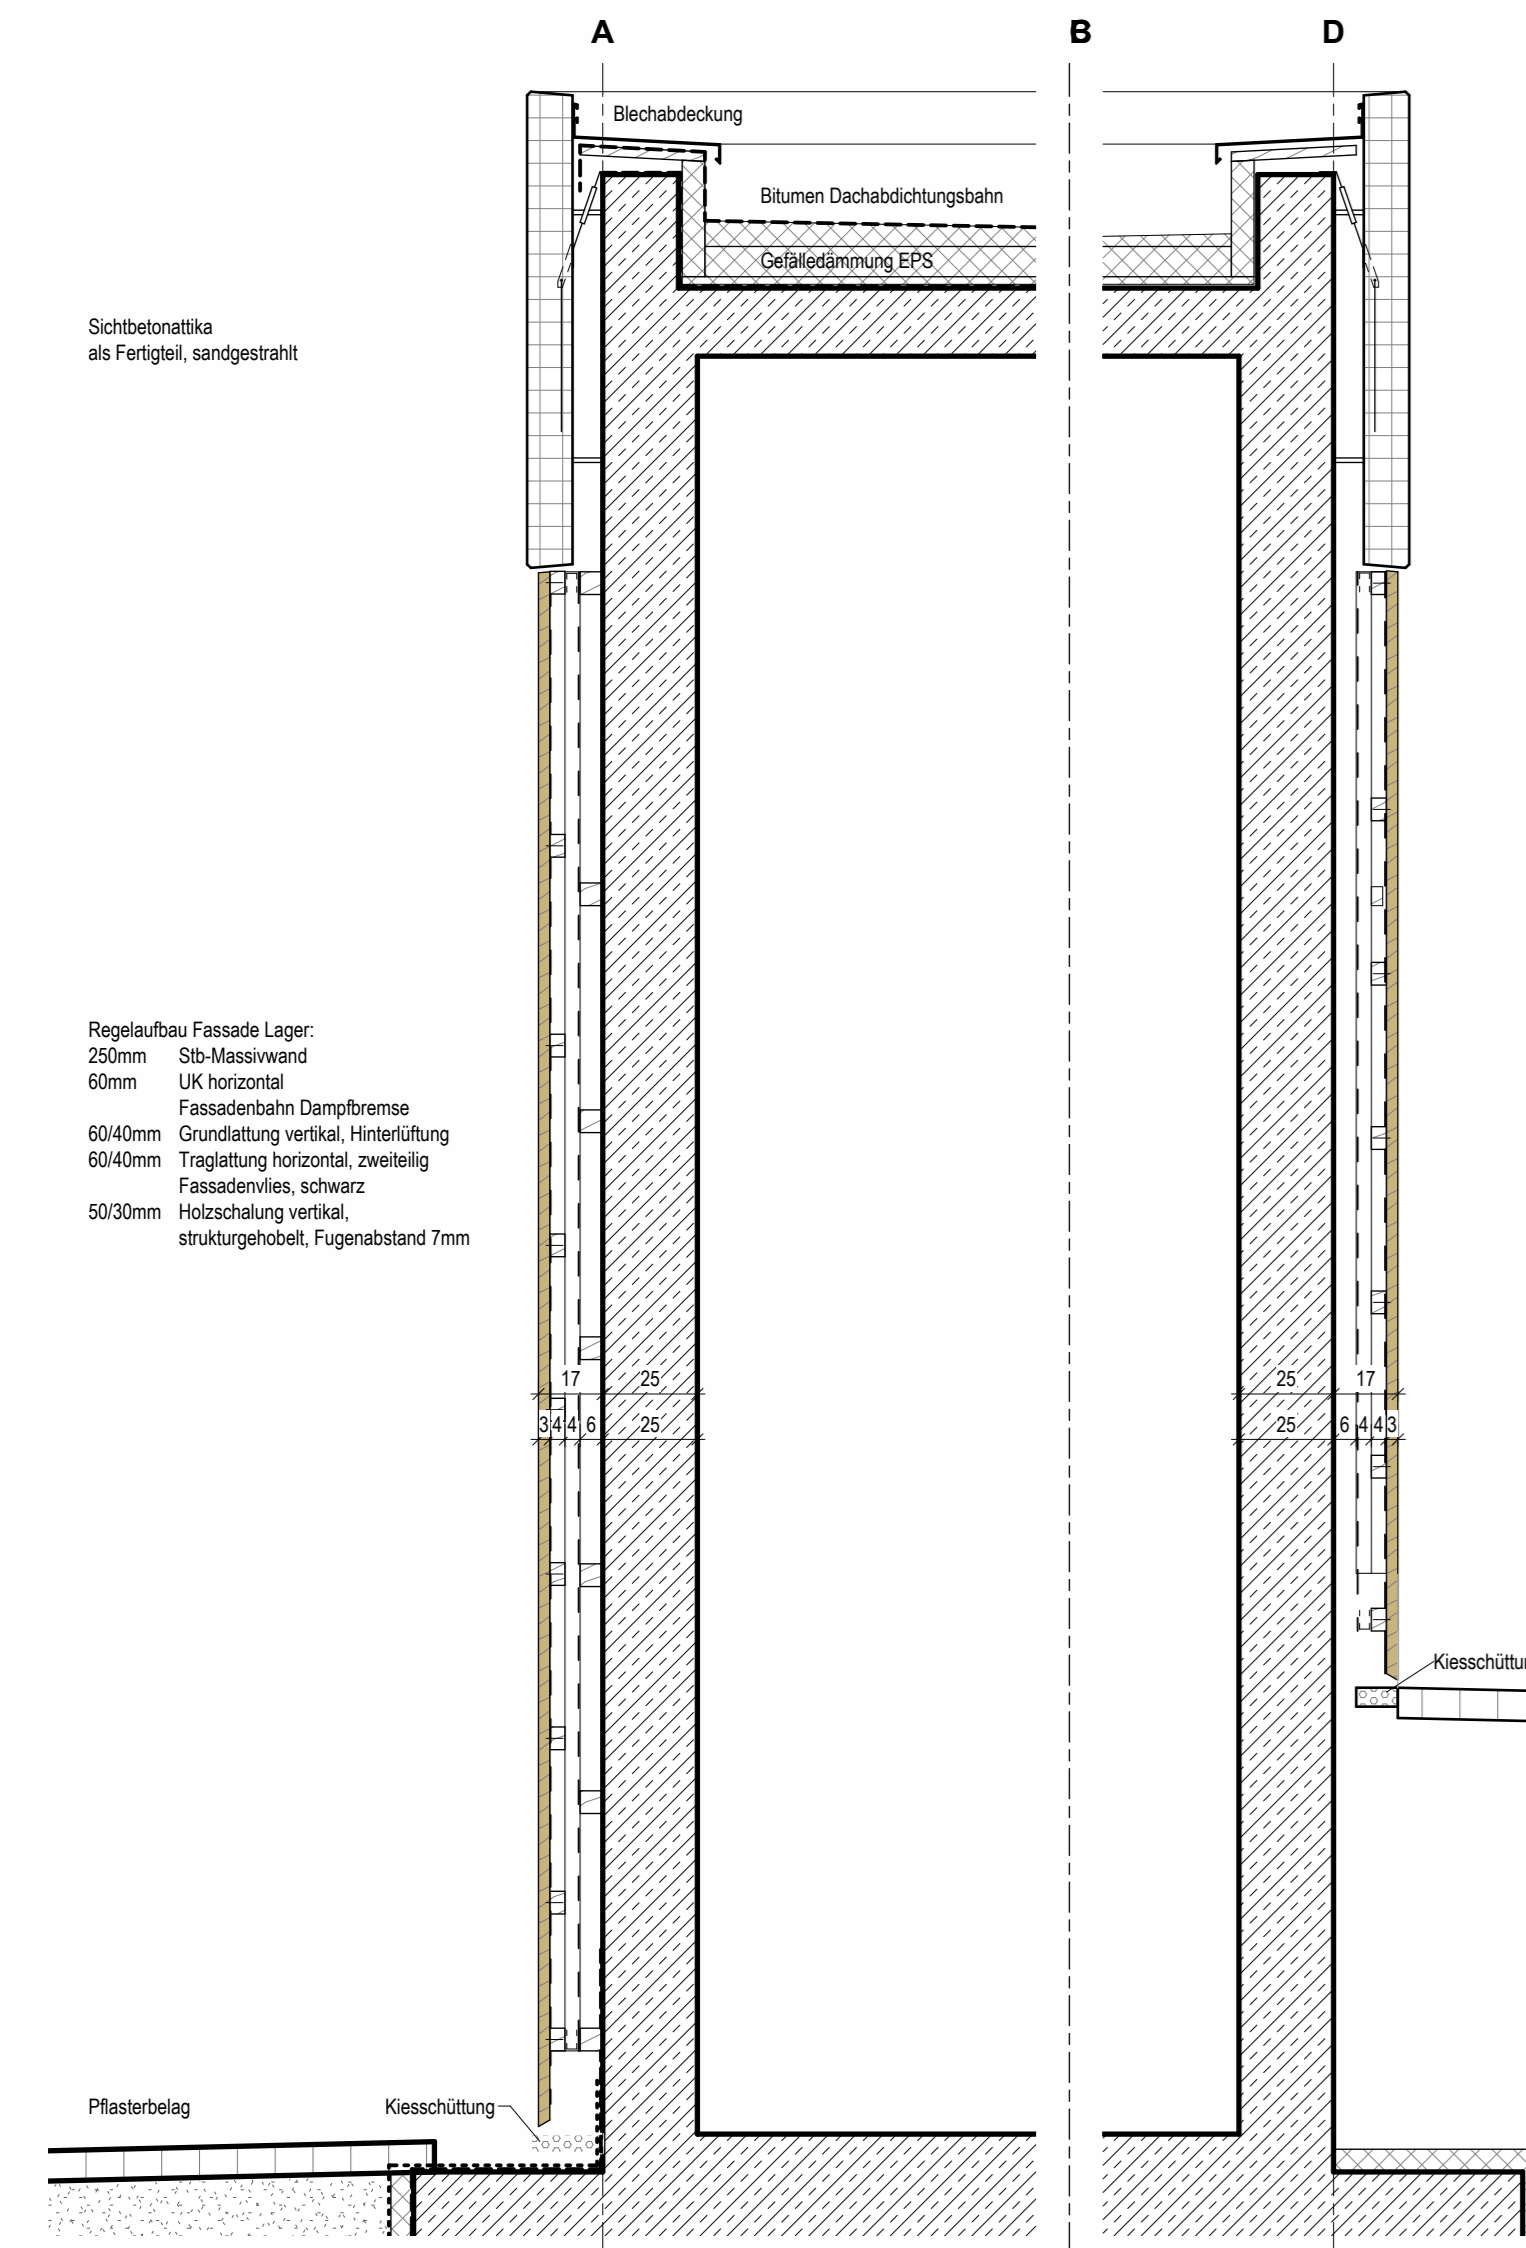 A
B
D
Blechabdeckung
Bitumen Dachabdichtungsbahn
Gefälledämmung EPS
Sichtbetonattika
als Fertigteil, sandgestrahlt
Regelaufbau Fassade Lager:
250mm Stb-Massivwand
60mm UK horizontal
Fassadenbahn Dampfbremse
60/40mm Grundlattung vertikal, Hinterlüftung
60/40mm Traglattung horizontal, zweiteilig
Fassadenvlies, schwarz
50/30mm Holzschalung vertikal,
strukturgehobelt, Fugenabstand 7mm
17 25 25 17
3 4 4 6 25 25 6 4 4 3
Kiesschüttu
Pflasterbelag
Kiesschüttung